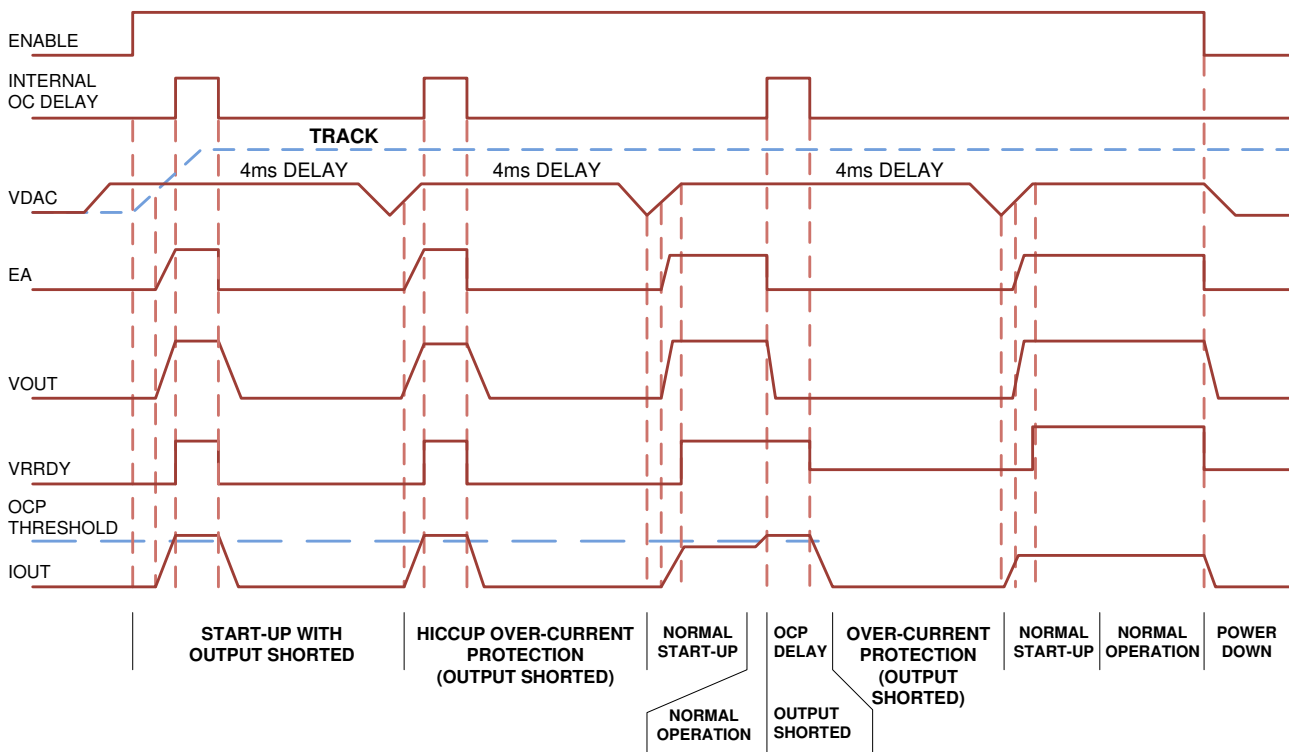 ENABLE
INTERNAL
OC DELAY
TRACK
4ms DELAY
4ms DELAY
4ms DELAY
VDAC
EA
VOUT
VRRDY
OCP
THRESHOLD
IOUT
START-UP WITH
OUTPUT SHORTED
HICCUP OVER-CURRENT
PROTECTION
(OUTPUT SHORTED)
NORMAL
START-UP
OCP
DELAY
OVER-CURRENT
PROTECTION
(OUTPUT
SHORTED)
NORMAL
START-UP
NORMAL
OPERATION
POWER
DOWN
NORMAL
OPERATION
OUTPUT
SHORTED